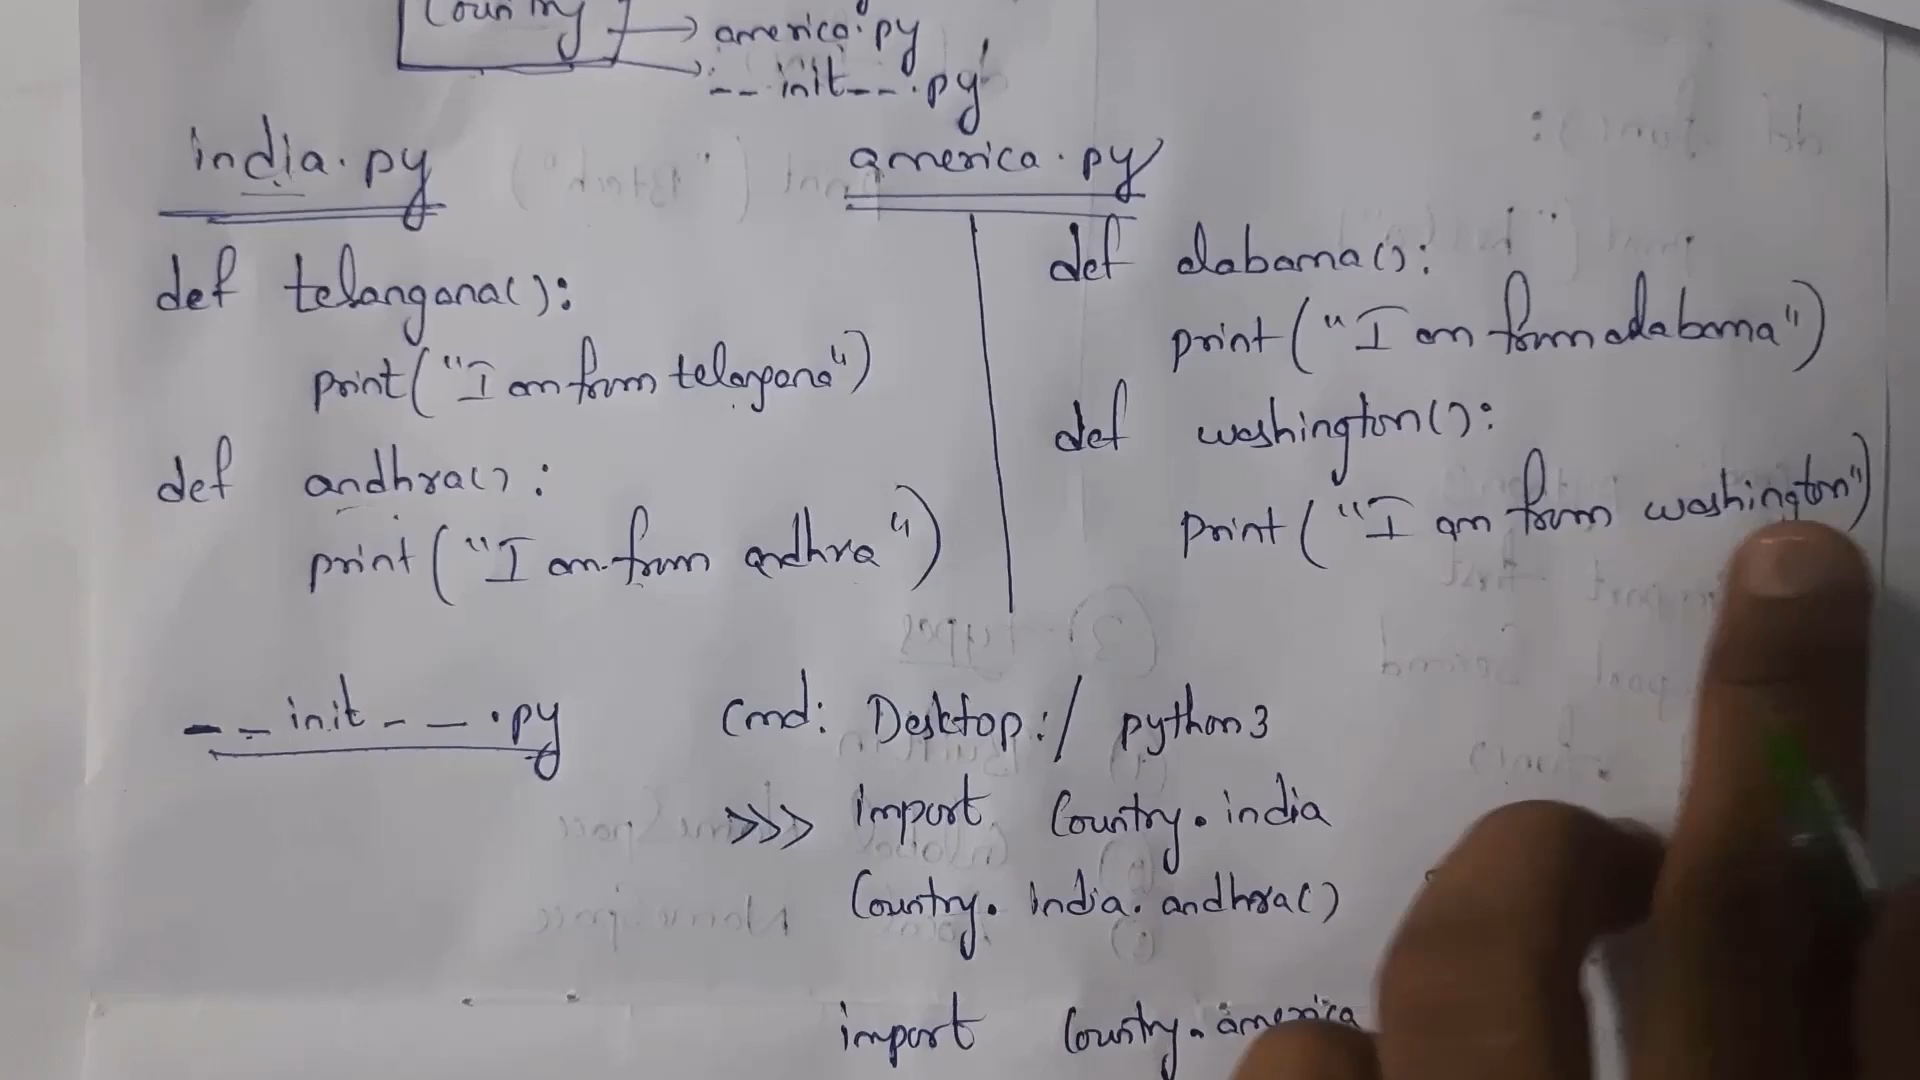 Country → america.py
__init__.py
india.py
def telangana():
print("I am from telangana")
def andhra():
print("I am from andhra")
america.py
def alabama():
print("I am from alabama")
def washington():
print("I am from washington")
__init__.py
Cmd: Desktop:/ python3
>>> import Country.india
Country.india.andhra()
import Country.america